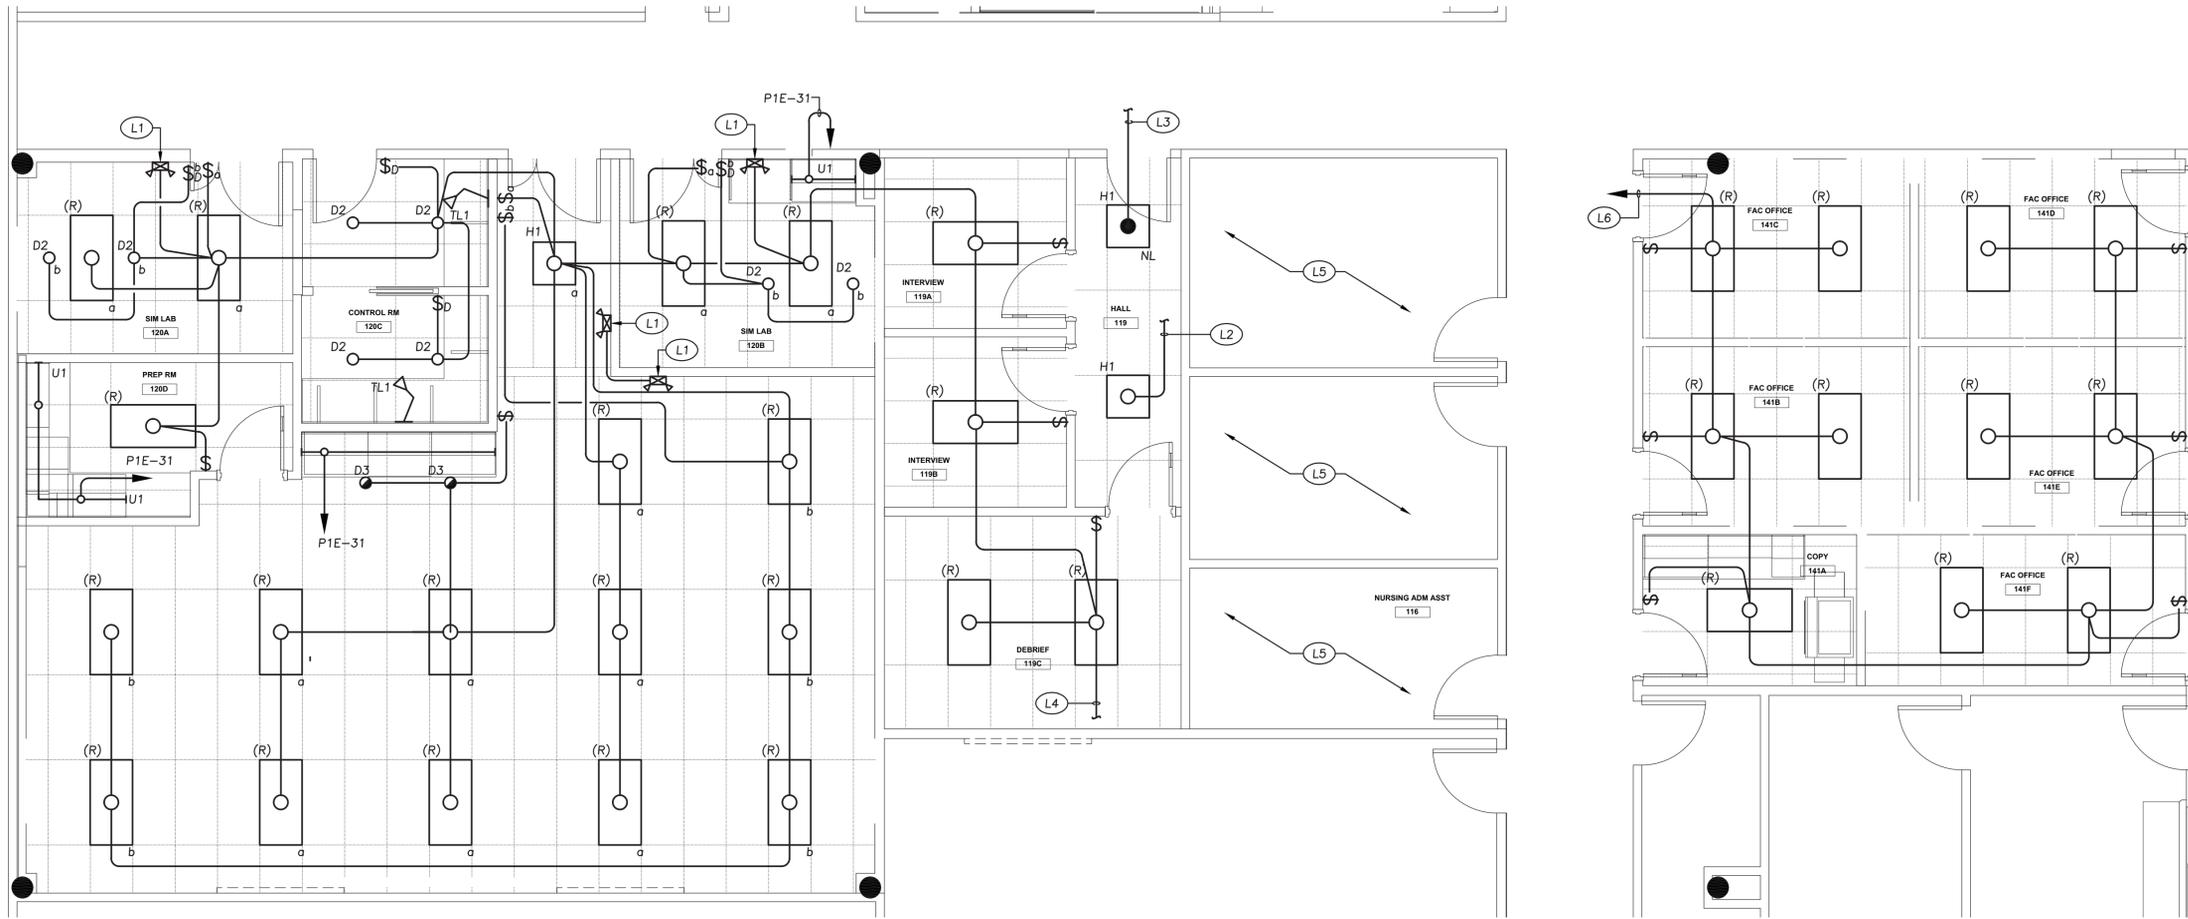 P1E-31
L1
L1
L3
$D b
$a
$D
$a
$D b
U1
$b $a
(R)
(R)
D2
D2
TL1
H1
(R)
(R)
(R)
H1
NL
L6
(R)
FAC OFFICE
141C
(R)
(R)
FAC OFFICE
141D
(R)
D2
b
D2
b
a
a
SIM LAB
120A
$D
CONTROL RM
120C
D2
D2
a
L1
D2
b
D2
b
a
a
SIM LAB
120B
$
INTERVIEW
119A
HALL
119
L2
L5
$
$
L1
U1
PREP RM
120D
(R)
TL1
$
(R)
(R)
(R)
$
INTERVIEW
119B
H1
(R)
FAC OFFICE
141B
(R)
(R)
(R)
$
$
P1E-31
$
U1
D3
D3
P1E-31
a
b
L5
FAC OFFICE
141E
$
(R)
(R)
(R)
(R)
(R)
b
a
a
a
b
(R)
(R)
DEBRIEF
119C
L4
L5
NURSING ADM ASST
116
COPY
141A
(R)
$
(R)
FAC OFFICE
141F
(R)
$
(R)
(R)
(R)
(R)
(R)
b
a
a
a
b